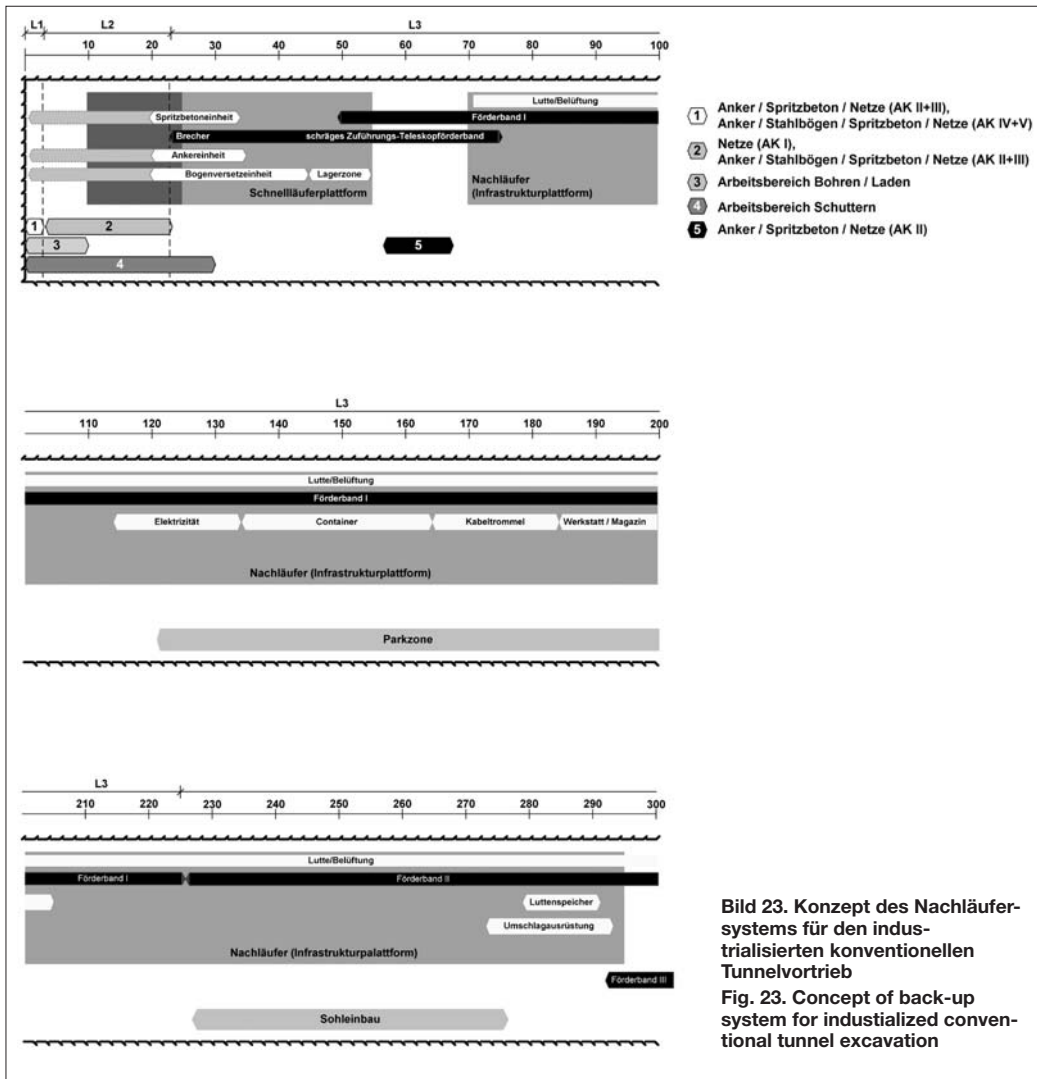 L1 L2 L3
10 20 30 40 50 60 70 80 90 100
Lutte/Belüftung
Spritzbetoneinheit Förderband I
Brecher schräges Zuführungs-Teleskopförderband
Ankereinheit
Bogenversetzeinheit Lagerzone Nachläufer
Schnellläuferplattform (Infrastrukturplattform)
1 2
3 5
4
1 Anker / Spritzbeton / Netze (AK II+III),
Anker / Stahlbögen / Spritzbeton / Netze (AK IV+V)
2 Netze (AK I),
Anker / Stahlbögen / Spritzbeton / Netze (AK II+III)
3 Arbeitsbereich Bohren / Laden
4 Arbeitsbereich Schuttern
5 Anker / Spritzbeton / Netze (AK II)
L3
110 120 130 140 150 160 170 180 190 200
Lutte/Belüftung
Förderband I
Elektrizität Container Kabeltrommel Werkstatt / Magazin
Nachläufer (Infrastrukturplattform)
Parkzone
L3
210 220 230 240 250 260 270 280 290 300
Lutte/Belüftung
Förderband I Förderband II
Luttenspeicher
Umschlagausrüstung
Nachläufer (Infrastrukturpalattform)
Förderband III
Sohleinbau
Bild 23. Konzept des Nachläufer-
systems für den indus-
trialisierten konventionellen
Tunnelvortrieb
Fig. 23. Concept of back-up
system for industialized conven-
tional tunnel excavation